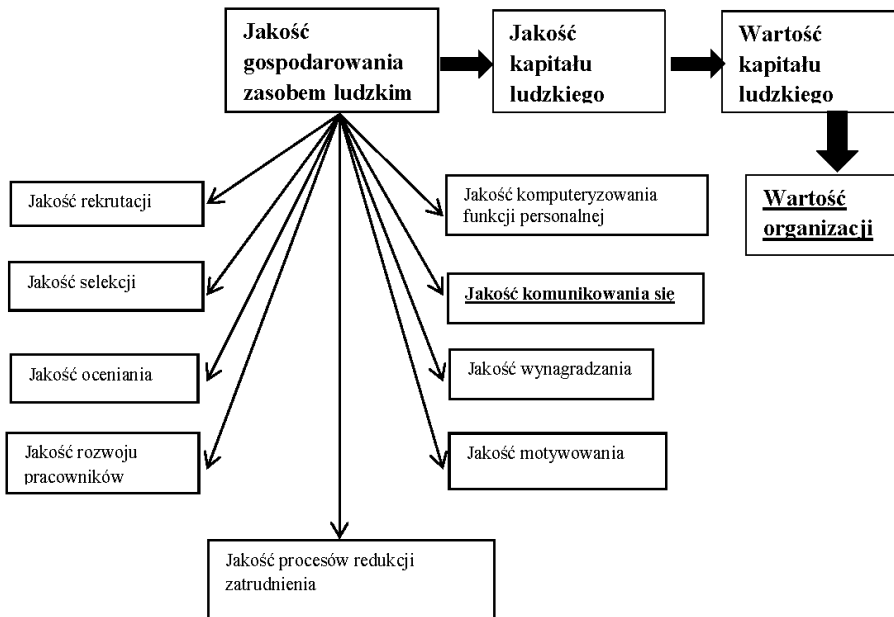 Jakość
gospodarowania
zasobem ludzkim
Jakość
kapitału
ludzkiego
Wartość
kapitału
ludzkiego
Wartość
organizacji
Jakość rekrutacji
Jakość selekcji
Jakość oceniania
Jakość rozwoju
pracowników
Jakość komputeryzowania
funkcji personalnej
Jakość komunikowania się
Jakość wynagradzania
Jakość motywowania
Jakość procesów redukcji
zatrudnienia